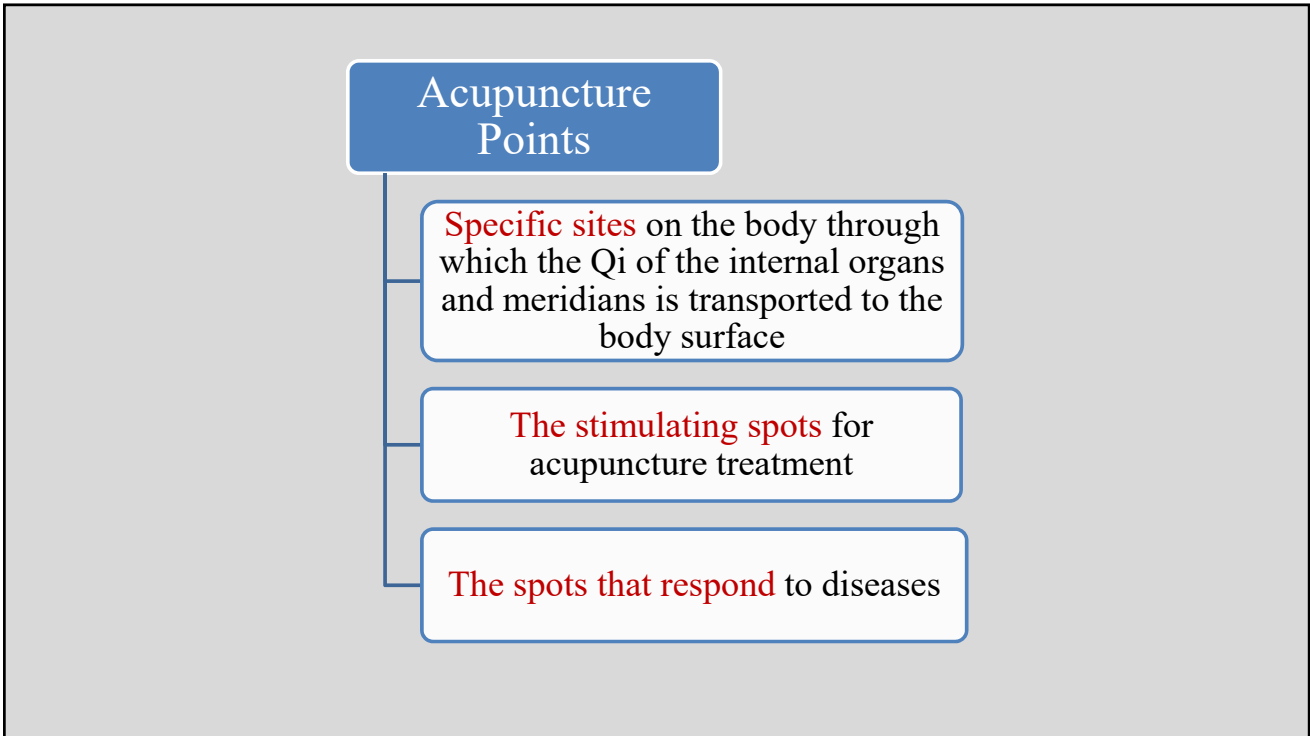 Acupuncture
Points
Specific sites on the body through
which the Qi of the internal organs
and meridians is transported to the
body surface
The stimulating spots for
acupuncture treatment
The spots that respond to diseases